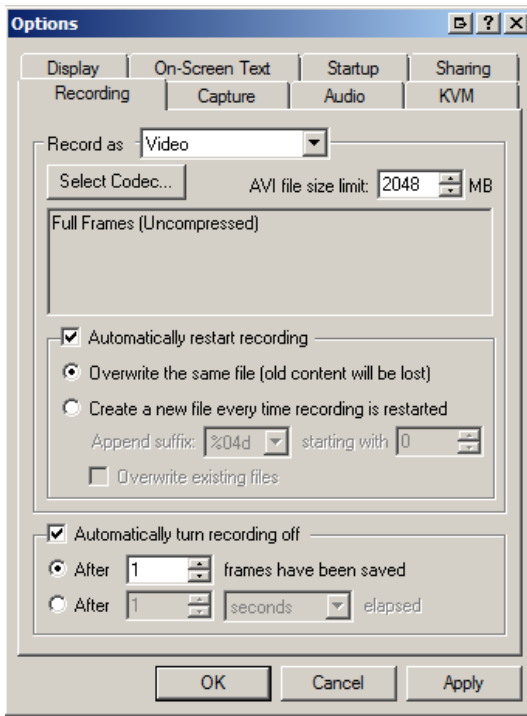 Options
Display On-Screen Text Startup Sharing
Recording Capture Audio KVM
Record as Video
Select Codec... AVI file size limit: 2048 MB
Full Frames (Uncompressed)
Automatically restart recording
Overwrite the same file (old content will be lost)
Create a new file every time recording is restarted
Append suffix: %04d starting with 0
Overwrite existing files
Automatically turn recording off
After 1 frames have been saved
After 1 seconds elapsed
OK Cancel Apply